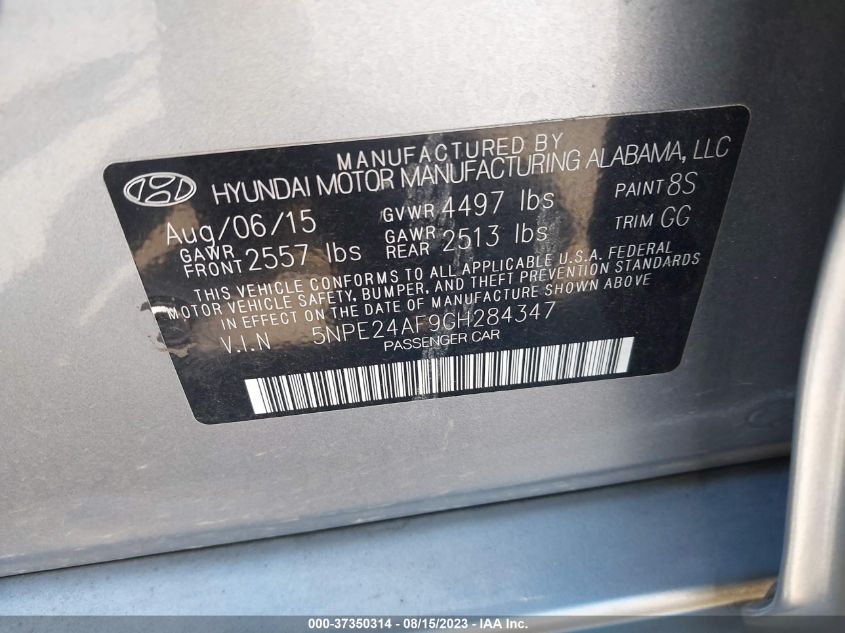 MANUFACTURED BY
HYUNDAI MOTOR MANUFACTURING ALABAMA, LLC
Aug/06/15 GVWR 4497 lbs PAINT 8S
GAWR FRONT 2557 lbs GAWR REAR 2513 lbs TRIM GG
THIS VEHICLE CONFORMS TO ALL APPLICABLE U.S.A. FEDERAL
MOTOR VEHICLE SAFETY, BUMPER, AND THEFT PREVENTION STANDARDS
IN EFFECT ON THE DATE OF MANUFACTURE SHOWN ABOVE.
V.I.N 5NPE24AF9GH284347
PASSENGER CAR
000-37350314 - 08/15/2023 - IAA Inc.